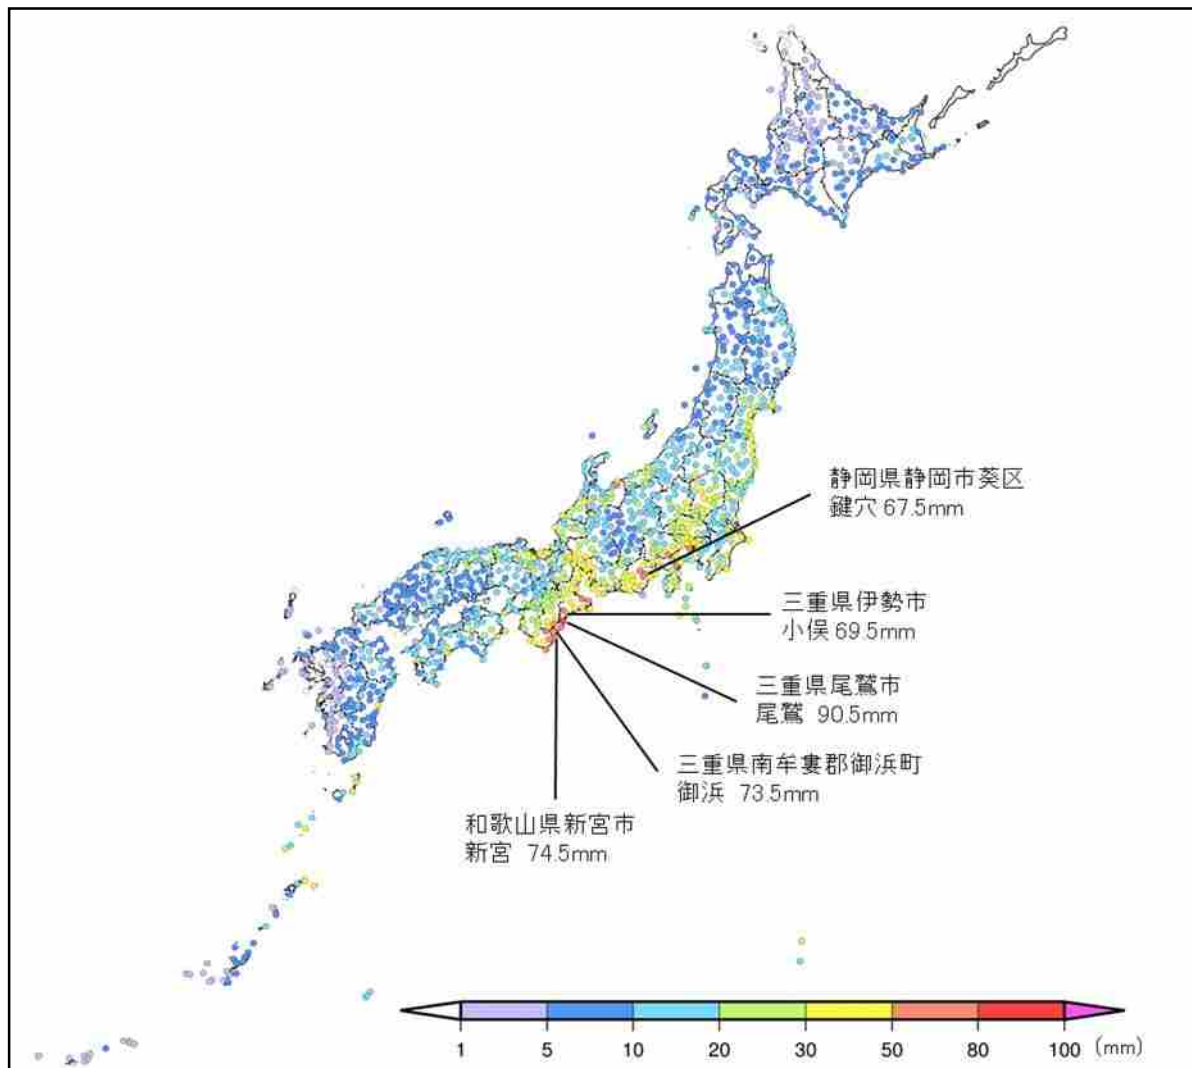 静岡県静岡市葵区
鍵穴 67.5mm
三重県伊勢市
小俣 69.5mm
三重県尾鷲市
尾鷲 90.5mm
三重県南牟婁郡御浜町
御浜 73.5mm
和歌山県新宮市
新宮 74.5mm
1 5 10 20 30 50 80 100 (mm)